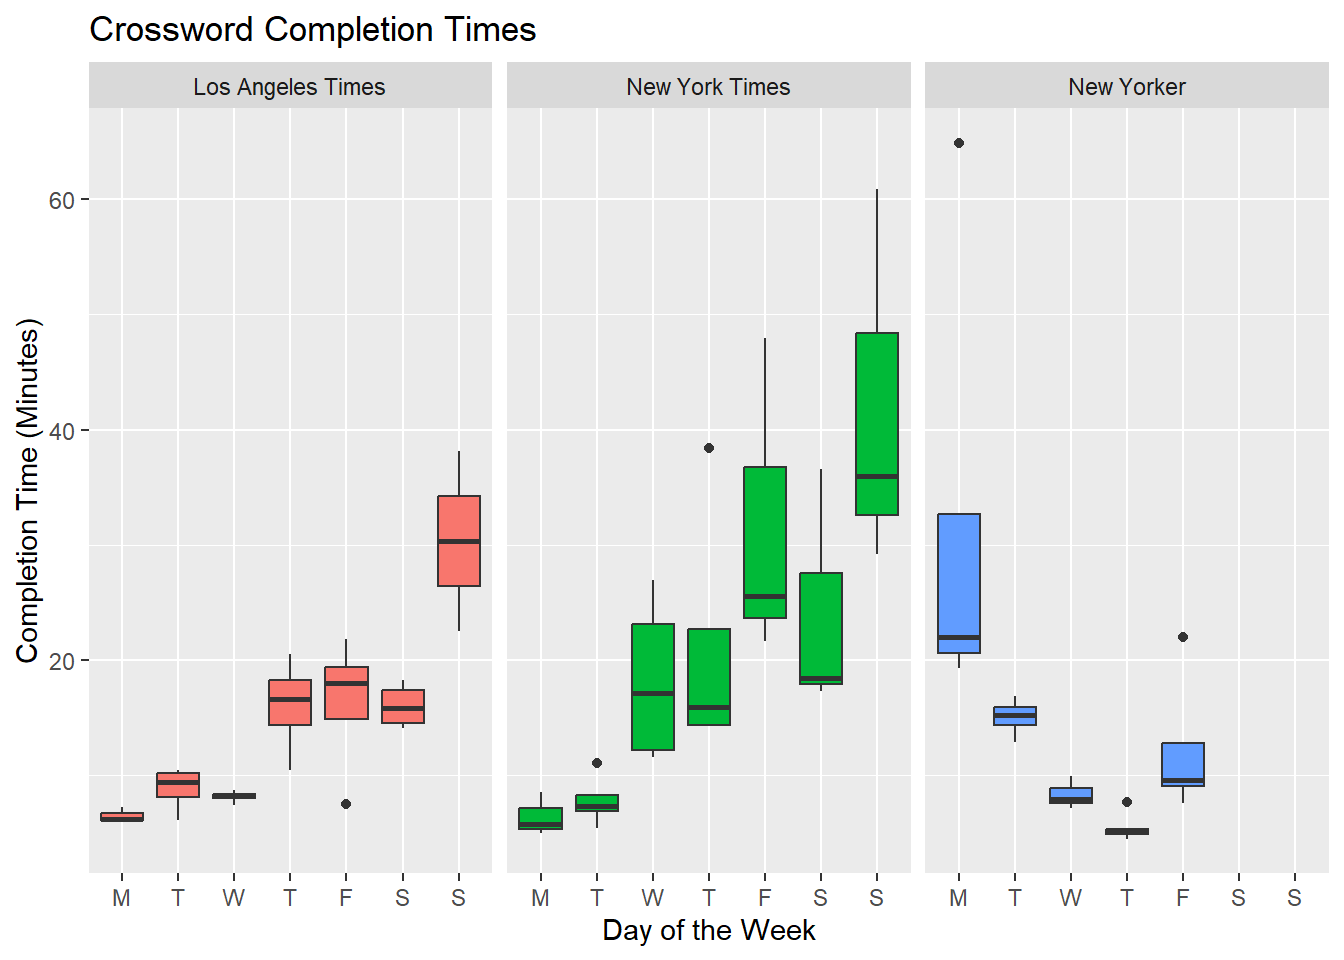 Crossword Completion Times
Los Angeles Times
New York Times
New Yorker
Completion Time (Minutes)
60
40
20
M T W T F S S
M T W T F S S
M T W T F S S
Day of the Week